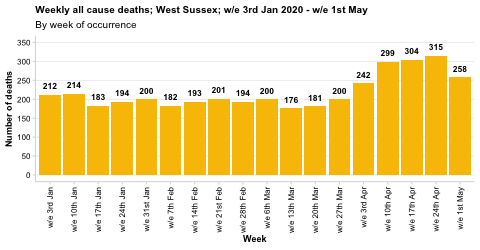 Weekly all cause deaths; West Sussex; w/e 3rd Jan 2020 - w/e 1st May
By week of occurrence
Number of deaths
350
300
250
200
150
100
50
0
212
214
183
194
200
182
193
201
194
200
176
181
200
242
299
304
315
258
w/e 3rd Jan
w/e 10th Jan
w/e 17th Jan
w/e 24th Jan
w/e 31st Jan
w/e 7th Feb
w/e 14th Feb
w/e 21st Feb
w/e 28th Feb
w/e 6th Mar
w/e 13th Mar
w/e 20th Mar
w/e 27th Mar
w/e 3rd Apr
w/e 10th Apr
w/e 17th Apr
w/e 24th Apr
w/e 1st May
Week